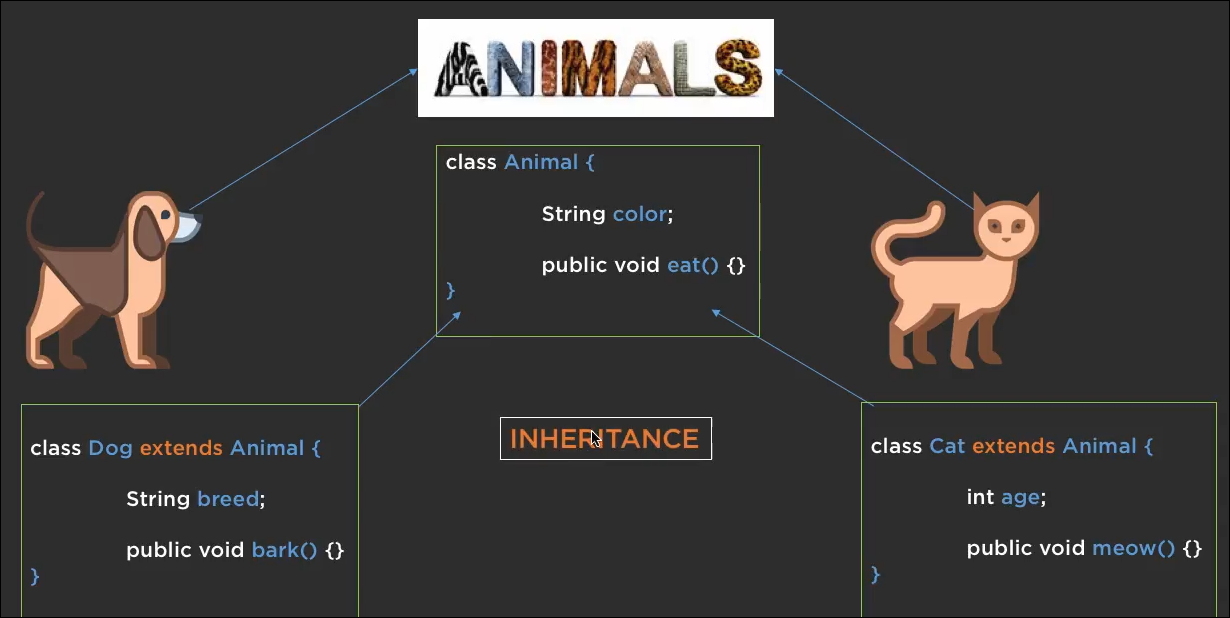 ANIMALS
class Animal {
String color;
public void eat() {}
}
INHERITANCE
class Dog extends Animal {
String breed;
public void bark() {}
}
class Cat extends Animal {
int age;
public void meow() {}
}